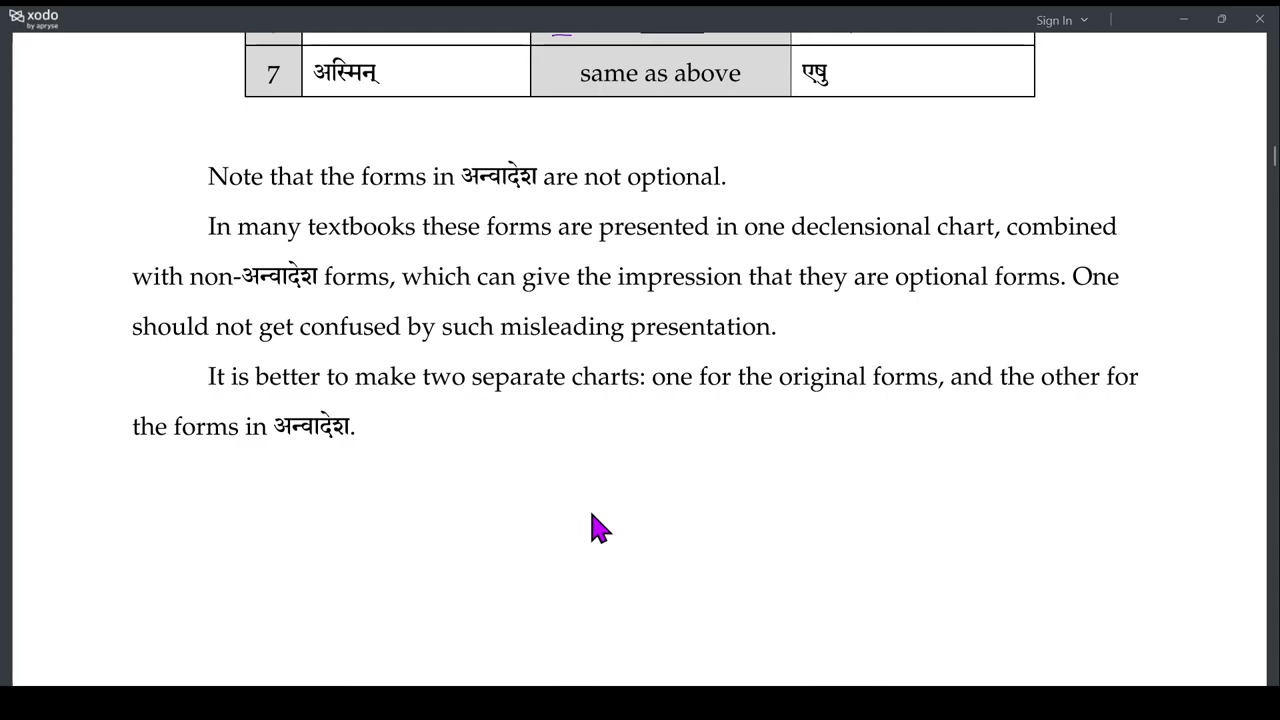 xodo
by apryse
Sign In
7 अस्मिन् same as above एषु
Note that the forms in अन्वादेश are not optional.
In many textbooks these forms are presented in one declensional chart, combined
with non-अन्वादेश forms, which can give the impression that they are optional forms. One
should not get confused by such misleading presentation.
It is better to make two separate charts: one for the original forms, and the other for
the forms in अन्वादेश.